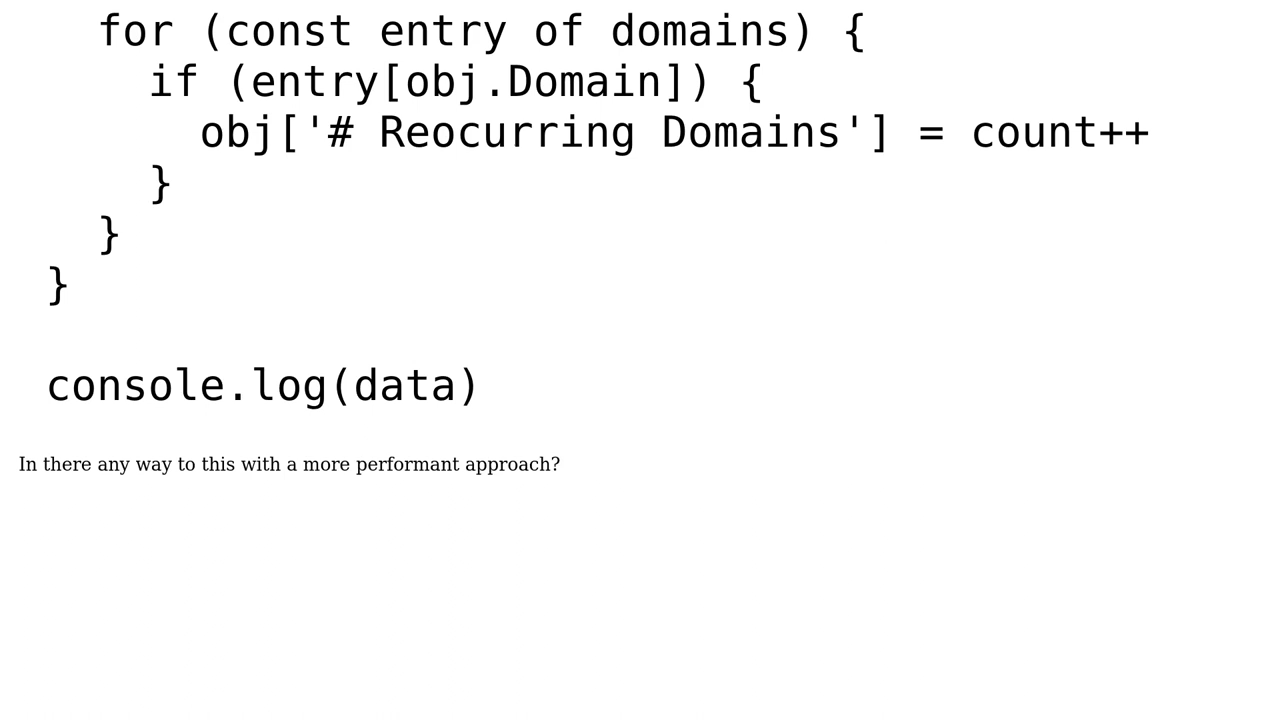 for (const entry of domains) {
if (entry[obj.Domain]) {
obj['# Reocurring Domains'] = count++
}
}
}
console.log(data)
In there any way to this with a more performant approach?